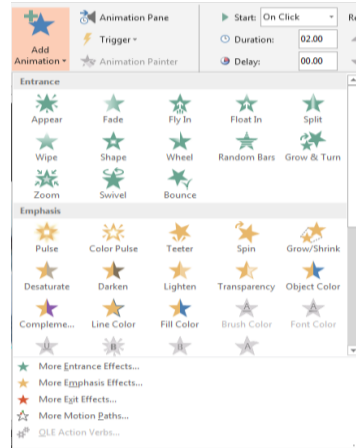 Add Animation
Animation Pane
Trigger
Animation Painter
Start: On Click
Re
Duration: 02.00
Delay: 00.00
Entrance
Appear Fade Fly In Float In Split
Wipe Shape Wheel Random Bars Grow & Turn
Zoom Swivel Bounce
Emphasis
Pulse Color Pulse Teeter Spin Grow/Shrink
Desaturate Darken Lighten Transparency Object Color
Compleme... Line Color Fill Color Brush Color Font Color
More Entrance Effects...
More Emphasis Effects...
More Exit Effects...
More Motion Paths...
OLE Action Verbs...